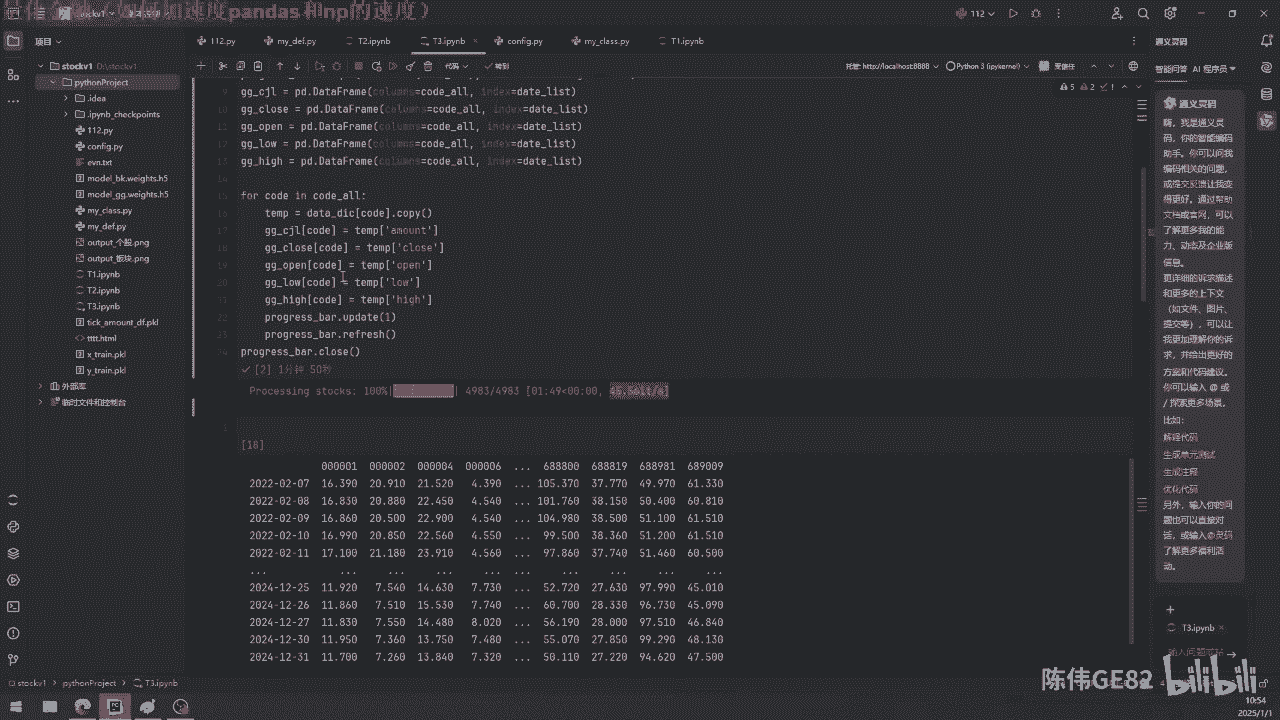 （如何加速度pandas和np的速度）
stockv1
112
112.py
my_def.py
T2.ipynb
T3.ipynb
config.py
my_class.py
T1.ipynb
通义灵码
项目
代码
托管: http://localhost:8888
Python 3 (ipykernel)
受信任
智能问答 AI 程序员
stockv1 D:\stockv1
pythonProject
.idea
.ipynb_checkpoints
112.py
config.py
evn.txt
model_bk.weights.h5
model_gg.weights.h5
my_class.py
my_def.py
output_个股.png
output_板块.png
T1.ipynb
T2.ipynb
T3.ipynb
tick_amount_df.pkl
tttt.html
x_train.pkl
y_train.pkl
外部库
临时文件和控制台
5 2 1
gg_cjl = pd.DataFrame(columns=code_all, index=date_list)
gg_close = pd.DataFrame(columns=code_all, index=date_list)
gg_open = pd.DataFrame(columns=code_all, index=date_list)
gg_low = pd.DataFrame(columns=code_all, index=date_list)
gg_high = pd.DataFrame(columns=code_all, index=date_list)
for code in code_all:
temp = data_dic[code].copy()
gg_cjl[code] = temp['amount']
gg_close[code] = temp['close']
gg_open[code] = temp['open']
gg_low[code] = temp['low']
gg_high[code] = temp['high']
progress_bar.update(1)
progress_bar.refresh()
progress_bar.close()
[2] 1分钟 50秒
Processing stocks: 100%| | 4983/4983 [01:49<00:00,
[18]
000001 000002 000004 000006 ... 688800 688819 688981 689009
2022-02-07 16.390 20.910 21.520 4.390 ... 105.370 37.770 49.970 61.330
2022-02-08 16.830 20.880 22.450 4.540 ... 101.760 38.150 50.400 60.810
2022-02-09 16.860 20.500 22.900 4.540 ... 104.980 38.500 51.100 61.510
2022-02-10 16.990 20.850 22.560 4.550 ... 99.500 38.360 51.200 61.510
2022-02-11 17.100 21.180 23.910 4.560 ... 97.860 37.740 51.460 60.500
... ... ... ... ... ... ... ... ... ...
2024-12-25 11.920 7.540 14.630 7.730 ... 52.720 27.630 97.990 45.010
2024-12-26 11.860 7.510 15.530 7.740 ... 60.700 28.330 96.730 45.090
2024-12-27 11.830 7.550 14.480 8.020 ... 56.190 28.000 97.510 46.840
2024-12-30 11.950 7.360 13.750 7.480 ... 55.070 27.850 99.290 48.130
2024-12-31 11.700 7.260 13.840 7.320 ... 50.110 27.220 94.620 47.500
通义灵码
嗨，我是通义灵
码，你的智能编码
助手。你可以问我
编码相关的问题，
或提交反馈让我变
得更好。通过帮助
文档或官网，可以
了解更多我的能
力、动态及企业版
信息。
更详细的诉求描述
和更多的上下文
（如文件、图片、
提交等），可以让
我更加理解你的诉
求，并给出更好的
方案和代码建议。
你可以输入 @ 或
/ 探索更多场景。
比如：
解释代码
生成单元测试
生成注释
优化代码
另外，输入你的问
题也可以直接对
话，或输入@灵码
了解更多福利活
动。
T3.ipynb
stockv1 > pythonProject > T3.ipynb
陈伟GE82 bilibili
10:54
2025/1/1